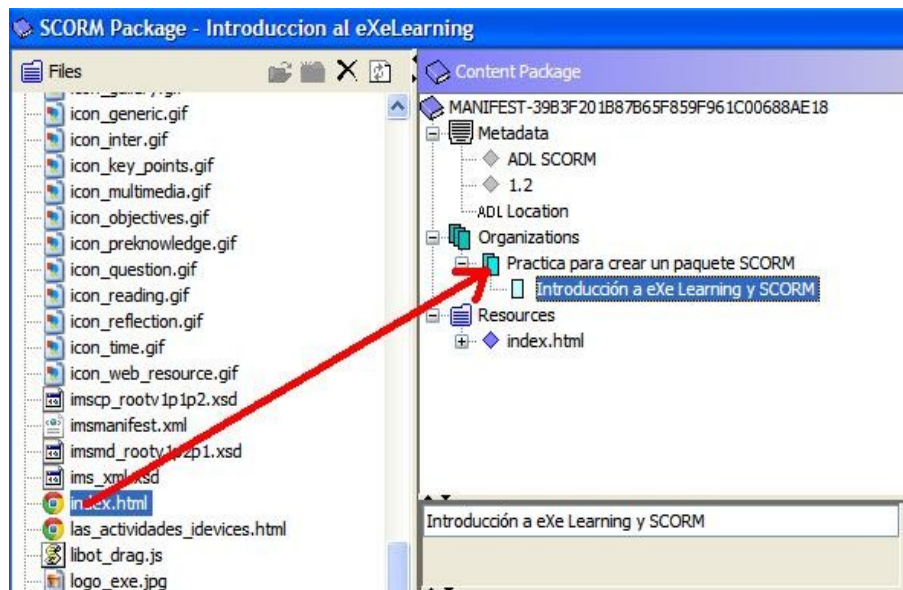 SCORM Package - Introduccion al eXeLearning
Files
icon_generic.gif
icon_inter.gif
icon_key_points.gif
icon_multimedia.gif
icon_objectives.gif
icon_preknowledge.gif
icon_question.gif
icon_reading.gif
icon_reflection.gif
icon_time.gif
icon_web_resource.gif
imscp_rootv1p1p2.xsd
imsmanifest.xml
imsmd_rootv1p2p1.xsd
ims_xml.xsd
index.html
las_actividades_idevices.html
libot_drag.js
logo_exe.jpg
Content Package
MANIFEST-39B3F201B87B65F859F961C00688AE18
Metadata
ADL SCORM
1.2
ADL Location
Organizations
Practica para crear un paquete SCORM
Introducción a eXe Learning y SCORM
Resources
index.html
Introducción a eXe Learning y SCORM